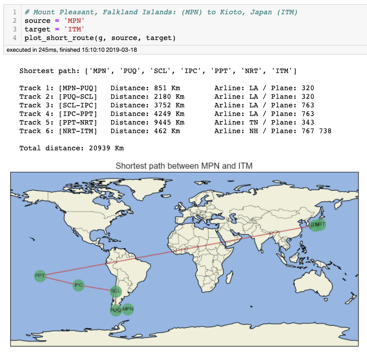 1 # Mount Pleasant, Falkland Islands: (MPN) to Kioto, Japan (ITM)
2 source = 'MPN'
3 target = 'ITM'
4 plot_short_route(g, source, target)
executed in 245ms, finished 15:10:10 2019-03-18
Shortest path: ['MPN', 'PUQ', 'SCL', 'IPC', 'PPT', 'NRT', 'ITM']
Track 1: [MPN-PUQ] Distance: 851 Km Arline: LA / Plane: 320
Track 2: [PUQ-SCL] Distance: 2180 Km Arline: LA / Plane: 320
Track 3: [SCL-IPC] Distance: 3752 Km Arline: LA / Plane: 763
Track 4: [IPC-PPT] Distance: 4249 Km Arline: LA / Plane: 763
Track 5: [PPT-NRT] Distance: 9445 Km Arline: TN / Plane: 343
Track 6: [NRT-ITM] Distance: 462 Km Arline: NH / Plane: 767 738
Total distance: 20939 Km
Shortest path between MPN and ITM
PPT
IPC
SCL
PUQ
MPN